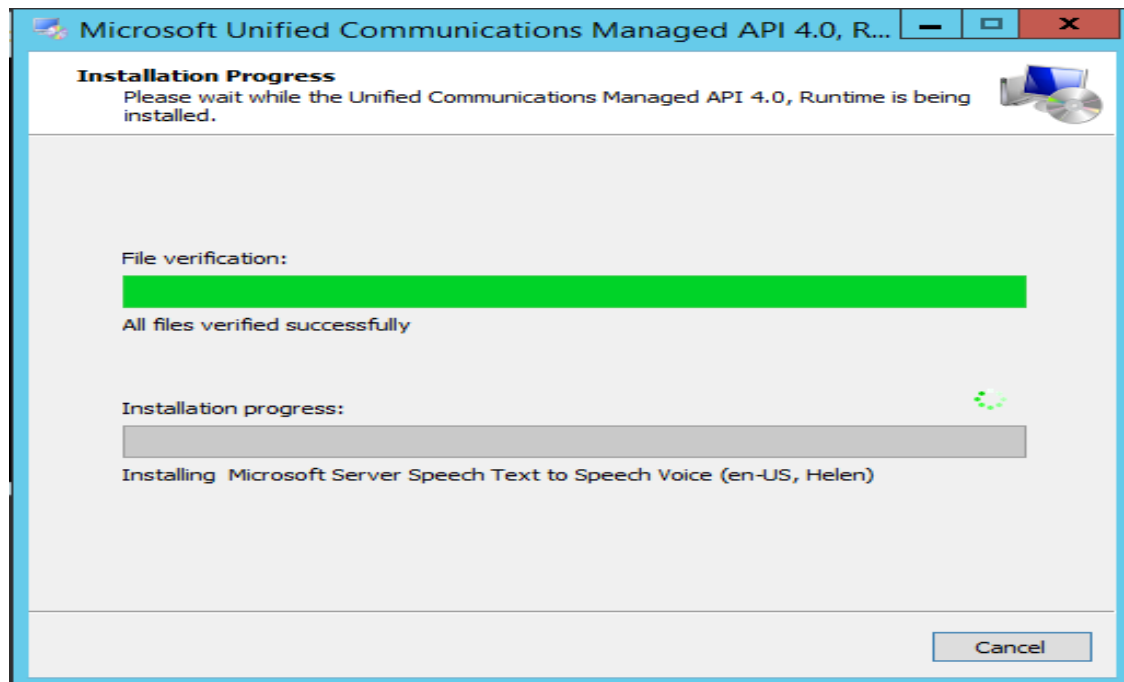 Microsoft Unified Communications Managed API 4.0, R...
Installation Progress
Please wait while the Unified Communications Managed API 4.0, Runtime is being
installed.
File verification:
All files verified successfully
Installation progress:
Installing Microsoft Server Speech Text to Speech Voice (en-US, Helen)
Cancel